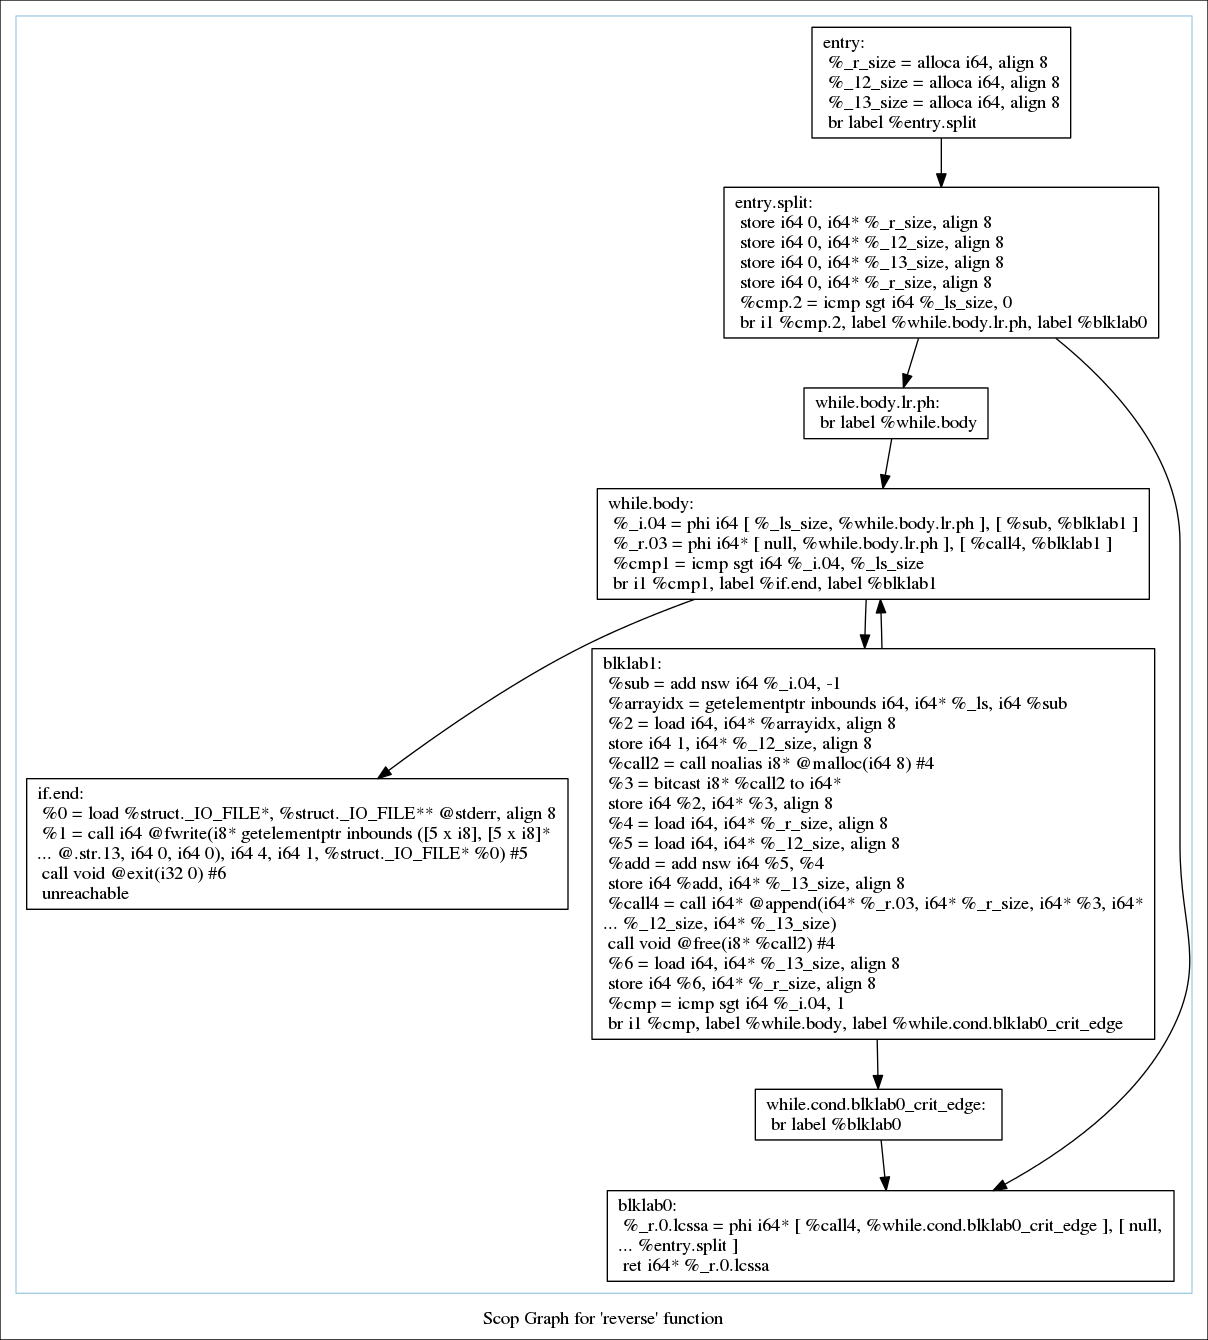 entry:
%_r_size = alloca i64, align 8
%_12_size = alloca i64, align 8
%_13_size = alloca i64, align 8
br label %entry.split
entry.split:
store i64 0, i64* %_r_size, align 8
store i64 0, i64* %_12_size, align 8
store i64 0, i64* %_13_size, align 8
store i64 0, i64* %_r_size, align 8
%cmp.2 = icmp sgt i64 %_ls_size, 0
br i1 %cmp.2, label %while.body.lr.ph, label %blklab0
while.body.lr.ph:
br label %while.body
while.body:
%_i.04 = phi i64 [ %_ls_size, %while.body.lr.ph ], [ %sub, %blklab1 ]
%_r.03 = phi i64* [ null, %while.body.lr.ph ], [ %call4, %blklab1 ]
%cmp1 = icmp sgt i64 %_i.04, %_ls_size
br i1 %cmp1, label %if.end, label %blklab1
if.end:
%0 = load %struct._IO_FILE*, %struct._IO_FILE** @stderr, align 8
%1 = call i64 @fwrite(i8* getelementptr inbounds ([5 x i8], [5 x i8]*
... @.str.13, i64 0, i64 0), i64 4, i64 1, %struct._IO_FILE* %0) #5
call void @exit(i32 0) #6
unreachable
blklab1:
%sub = add nsw i64 %_i.04, -1
%arrayidx = getelementptr inbounds i64, i64* %_ls, i64 %sub
%2 = load i64, i64* %arrayidx, align 8
store i64 1, i64* %_12_size, align 8
%call2 = call noalias i8* @malloc(i64 8) #4
%3 = bitcast i8* %call2 to i64*
store i64 %2, i64* %3, align 8
%4 = load i64, i64* %_r_size, align 8
%5 = load i64, i64* %_12_size, align 8
%add = add nsw i64 %5, %4
store i64 %add, i64* %_13_size, align 8
%call4 = call i64* @append(i64* %_r.03, i64* %_r_size, i64* %3, i64*
... %_12_size, i64* %_13_size)
call void @free(i8* %call2) #4
%6 = load i64, i64* %_13_size, align 8
store i64 %6, i64* %_r_size, align 8
%cmp = icmp sgt i64 %_i.04, 1
br i1 %cmp, label %while.body, label %while.cond.blklab0_crit_edge
while.cond.blklab0_crit_edge:
br label %blklab0
blklab0:
%_r.0.lcssa = phi i64* [ %call4, %while.cond.blklab0_crit_edge ], [ null,
... %entry.split ]
ret i64* %_r.0.lcssa
Scop Graph for 'reverse' function